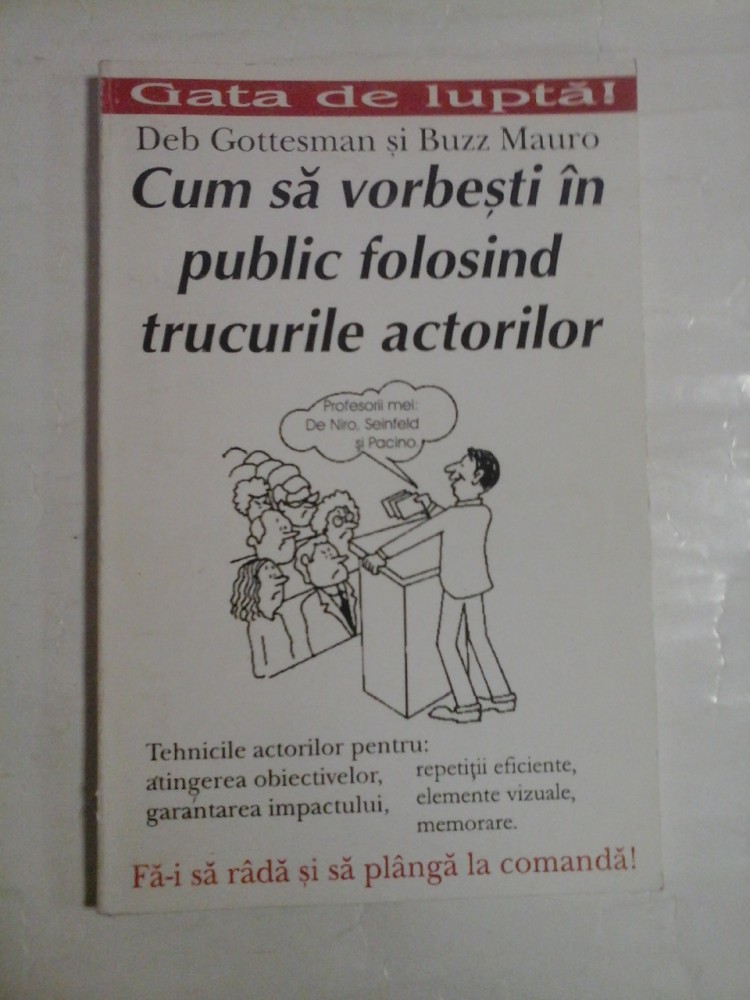 Gata de luptă!
Deb Gottesman și Buzz Mauro
Cum să vorbești în
public folosind
trucurile actorilor
Profesorii mei:
De Niro, Seinfeld
și Pacino.
Tehnicile actorilor pentru:
atingerea obiectivelor,
garantarea impactului,
repetiții eficiente,
elemente vizuale,
memorare.
Fă-i să râdă și să plângă la comandă!